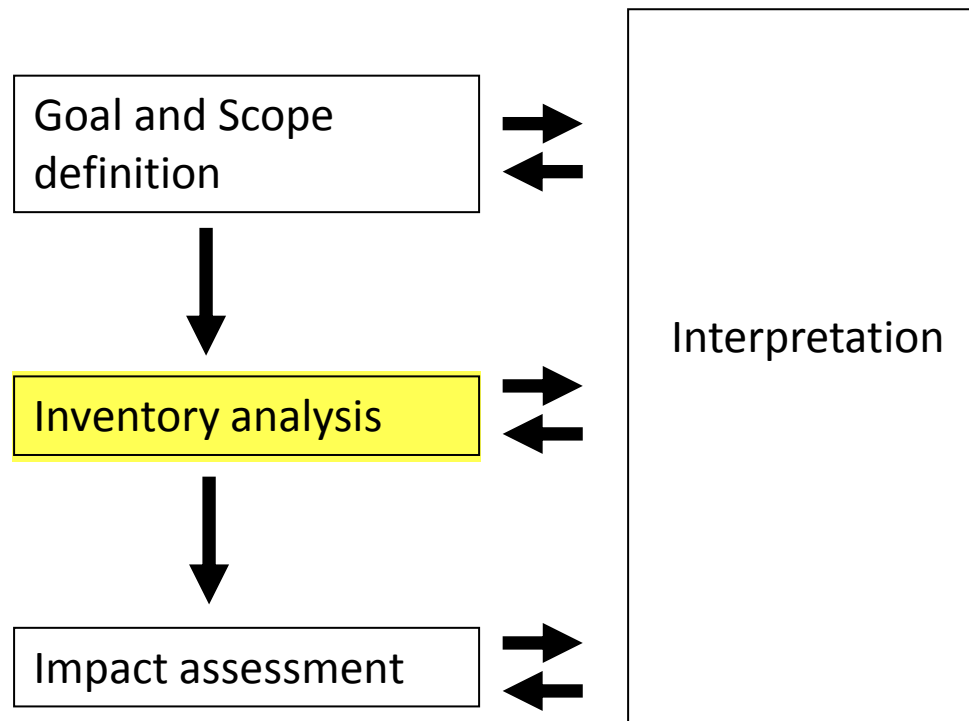 Goal and Scope
definition
Interpretation
Inventory analysis
Impact assessment